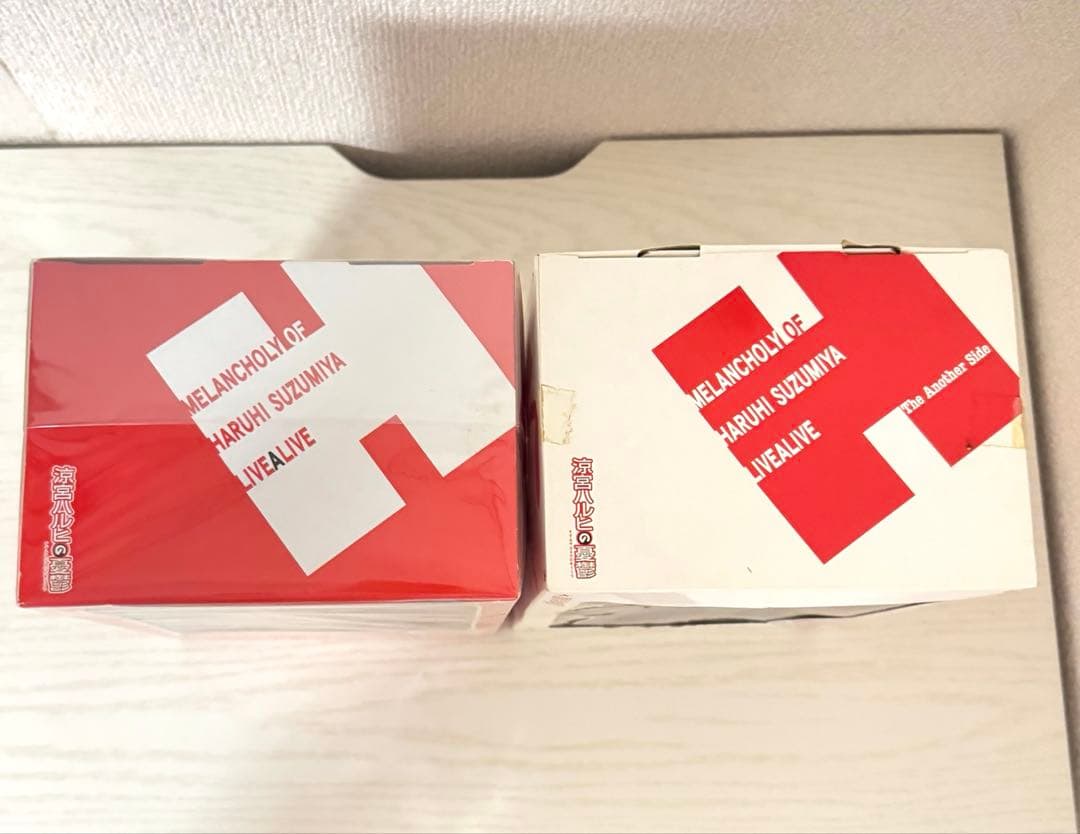 MELANCHOLY OF
HARUHI SUZUMIYA
LIVEALIVE
涼宮ハルヒの憂鬱
MELANCHOLY OF
HARUHI SUZUMIYA
LIVEALIVE
The Another Side
涼宮ハルヒの憂鬱